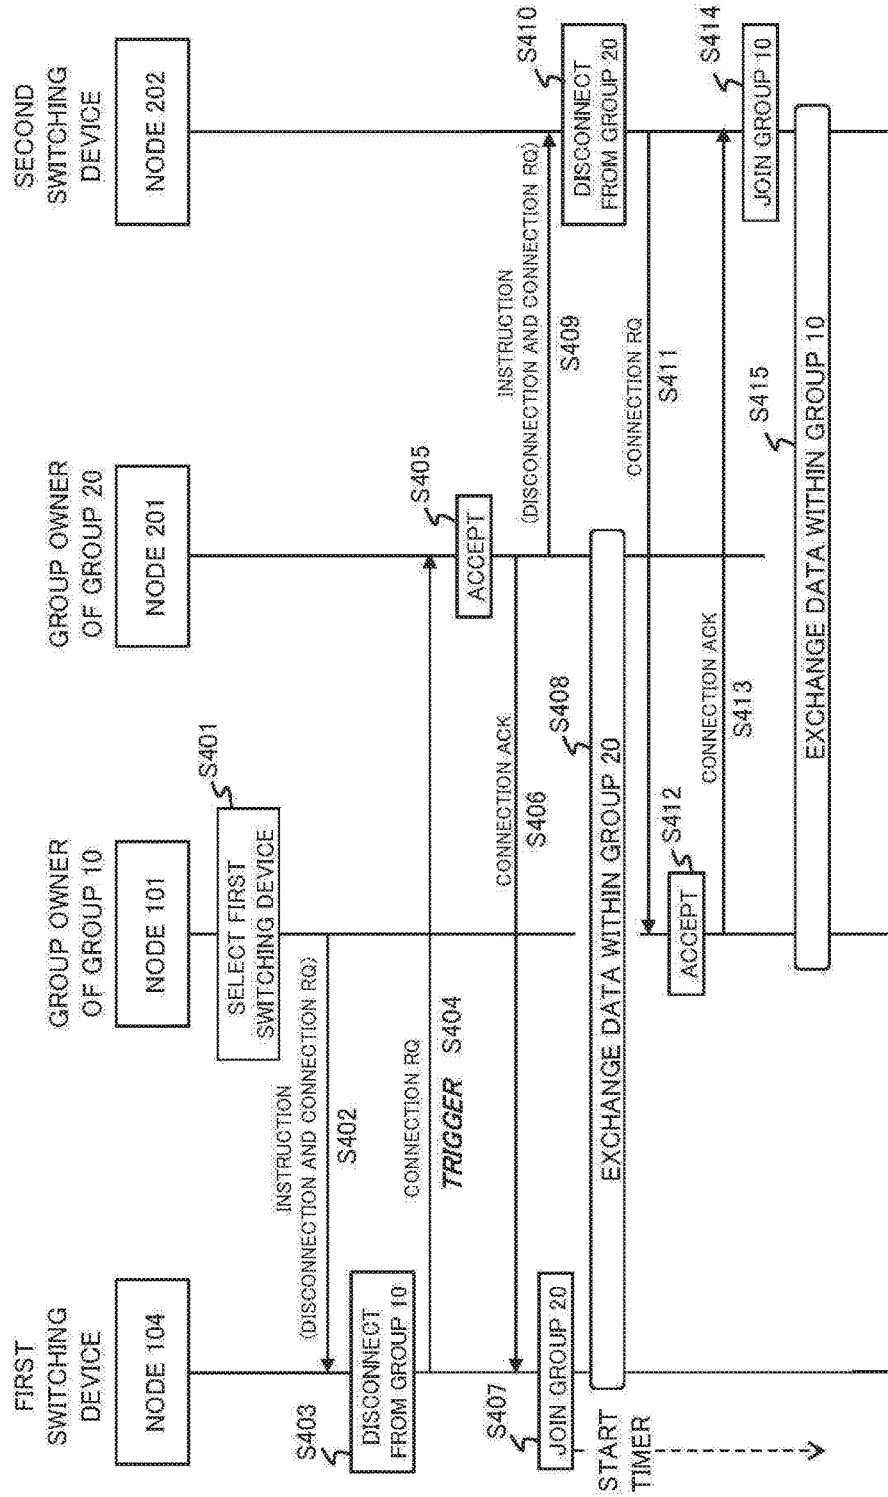 FIRST
SWITCHING
DEVICE
GROUP OWNER
OF GROUP 10
GROUP OWNER
OF GROUP 20
SECOND
SWITCHING
DEVICE
NODE 104
NODE 101
NODE 201
NODE 202
S401
SELECT FIRST
SWITCHING DEVICE
INSTRUCTION
(DISCONNECTION AND CONNECTION RQ)
S402
S403
DISCONNECT
FROM GROUP 10
CONNECTION RQ
TRIGGER S404
S405
ACCEPT
CONNECTION ACK
S406
INSTRUCTION
(DISCONNECTION AND CONNECTION RQ)
S409
S407
JOIN GROUP 20
START
TIMER
S408
EXCHANGE DATA WITHIN GROUP 20
S410
DISCONNECT
FROM GROUP 20
CONNECTION RQ
S411
S412
ACCEPT
CONNECTION ACK
S413
S414
JOIN GROUP 10
S415
EXCHANGE DATA WITHIN GROUP 10